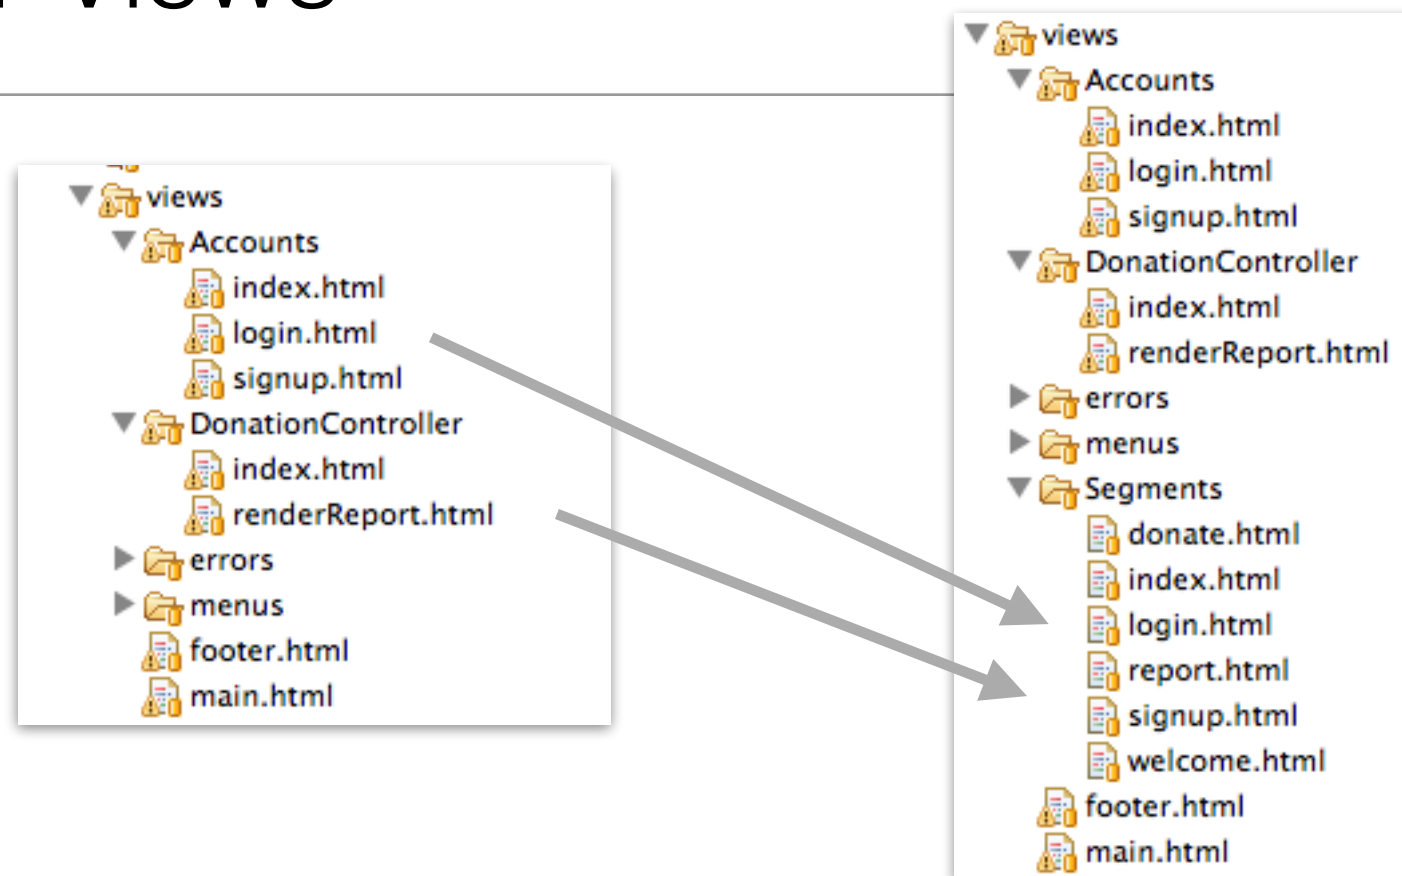 views
views
Accounts
index.html
login.html
signup.html
DonationController
index.html
renderReport.html
errors
menus
footer.html
main.html
views
Accounts
index.html
login.html
signup.html
DonationController
index.html
renderReport.html
errors
menus
Segments
donate.html
index.html
login.html
report.html
signup.html
welcome.html
footer.html
main.html